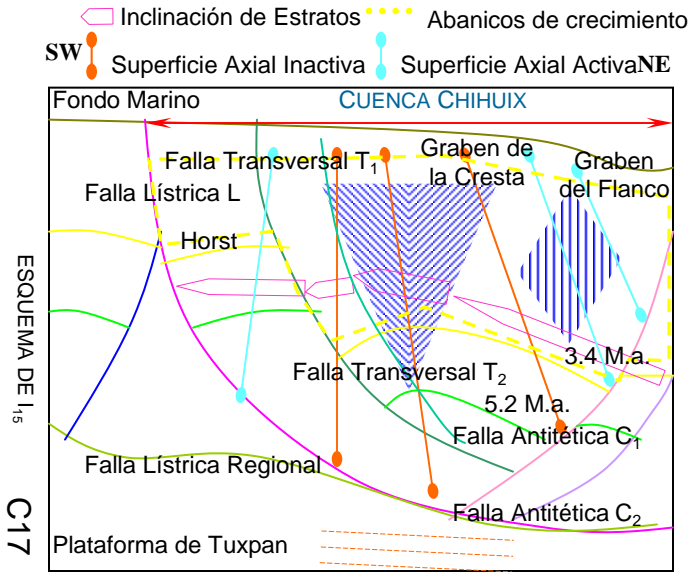 Inclinación de Estratos
Abanicos de crecimiento
SW
Superficie Axial Inactiva
Superficie Axial Activa
NE
Fondo Marino
CUENCA CHIHUIX
Falla Transversal T1
Graben de
la Cresta
Graben
del Flanco
Falla Lístrica L
Horst
ESQUEMA DE I15
3.4 M.a.
Falla Transversal T2
5.2 M.a.
Falla Antitética C1
Falla Lístrica Regional
Falla Antitética C2
C17
Plataforma de Tuxpan